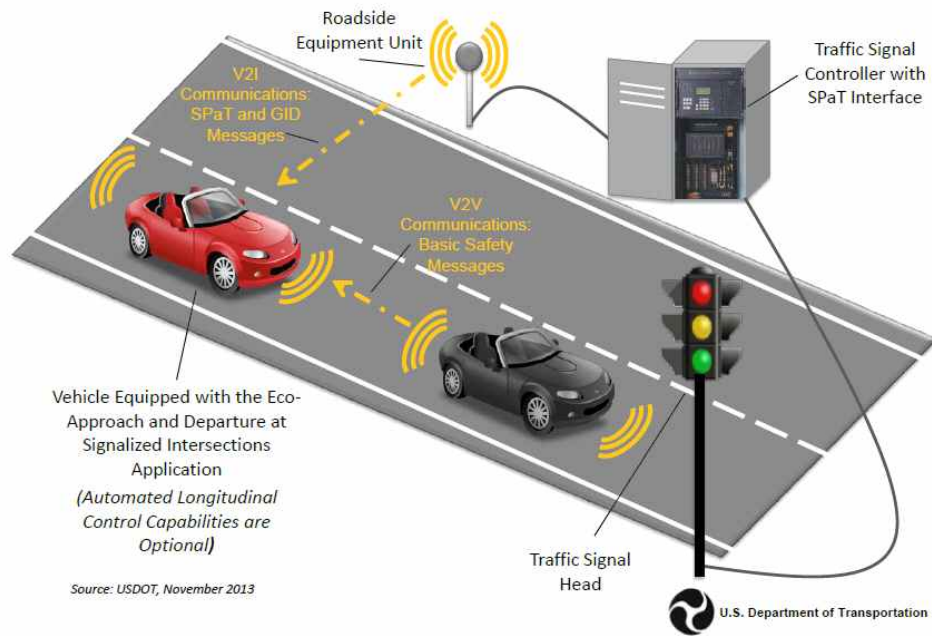 Roadside
Equipment Unit
Traffic Signal
Controller with
SPaT Interface
V2I
Communications:
SPaT and GID
Messages
V2V
Communications:
Basic Safety
Messages
Vehicle Equipped with the Eco-
Approach and Departure at
Signalized Intersections
Application
(Automated Longitudinal
Control Capabilities are
Optional)
Traffic Signal
Head
Source: USDOT, November 2013
U.S. Department of Transportation